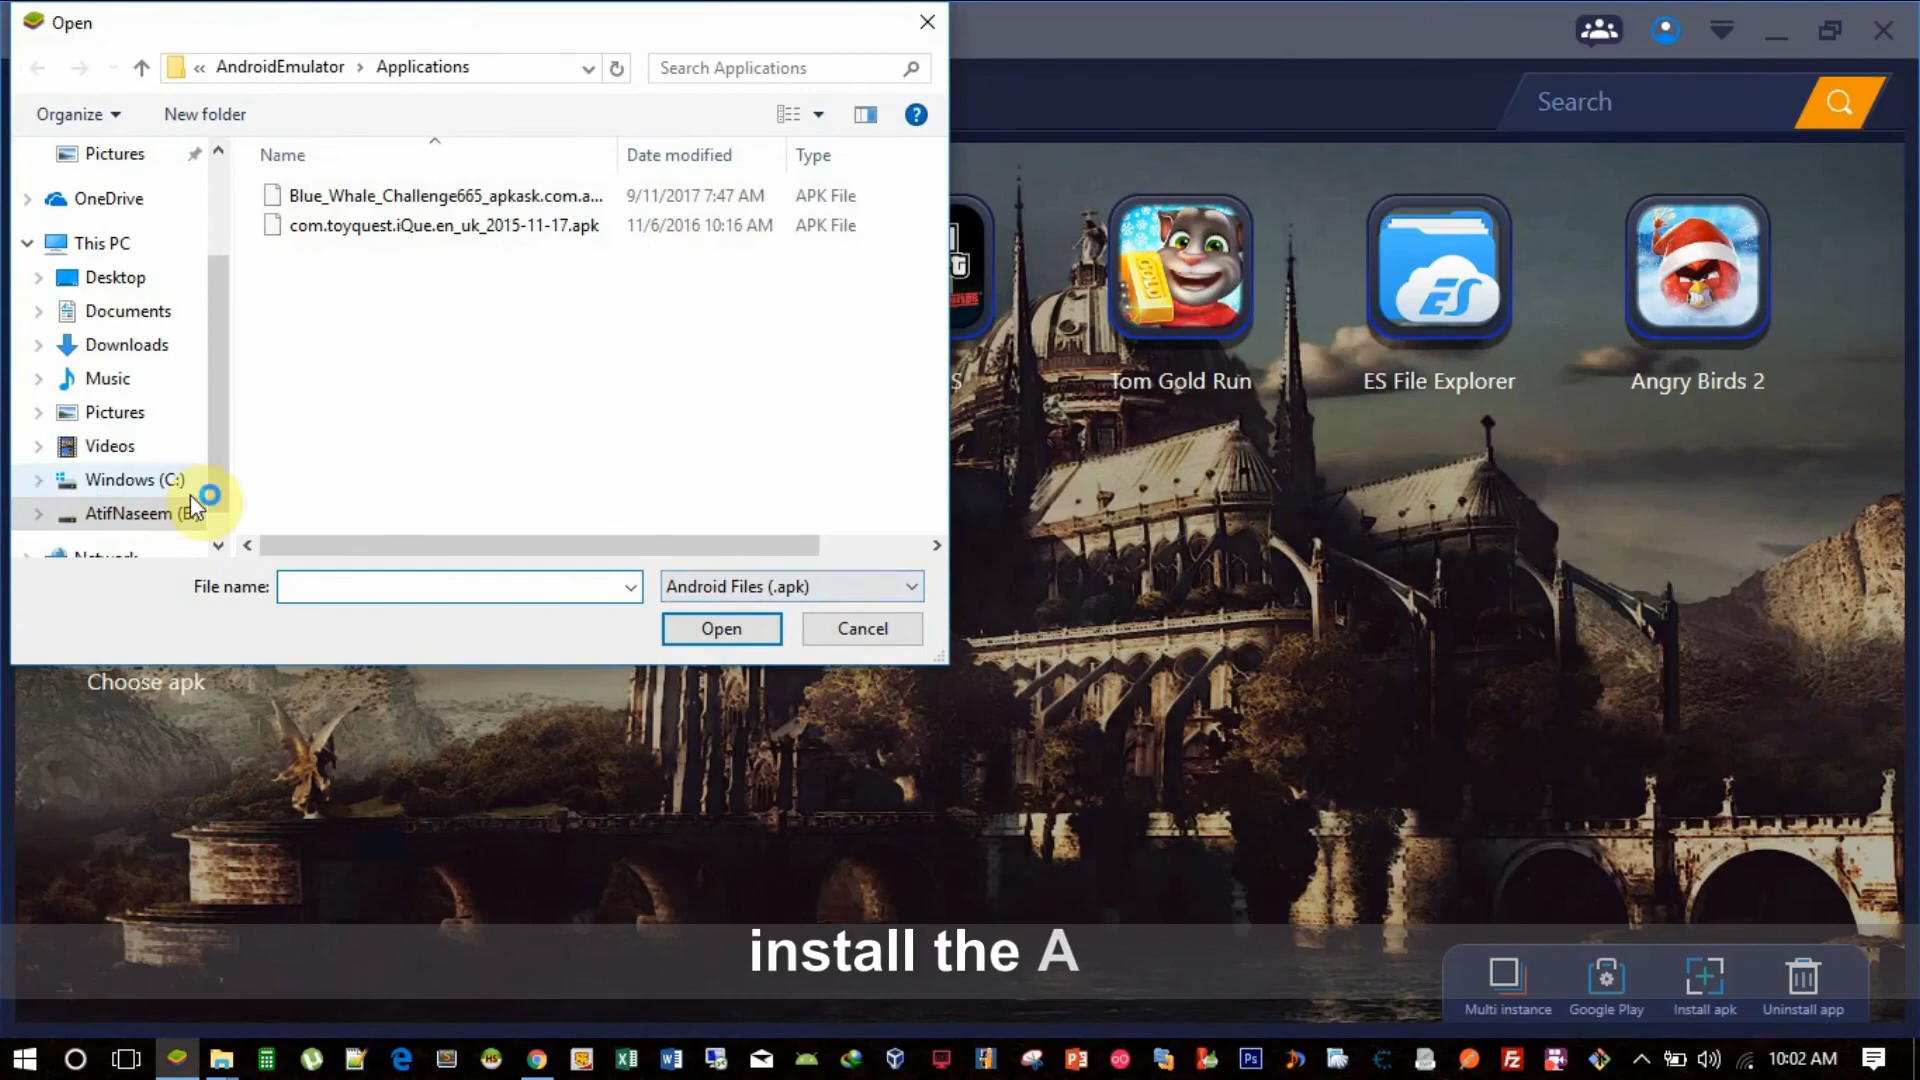 Open
« AndroidEmulator > Applications
Search Applications
Organize
New folder
Name
Date modified
Type
Pictures
OneDrive
This PC
Desktop
Documents
Downloads
Music
Pictures
Videos
Windows (C:)
AtifNaseem
Blue_Whale_Challenge665_apkask.com.a...
9/11/2017 7:47 AM
APK File
com.toyquest.iQue.en_uk_2015-11-17.apk
11/6/2016 10:16 AM
APK File
File name:
Android Files (.apk)
Open
Cancel
Choose apk
Search
S
Tom Gold Run
ES
ES File Explorer
Angry Birds 2
GOLD
install the A
Multi instance
Google Play
Install apk
Uninstall app
10:02 AM